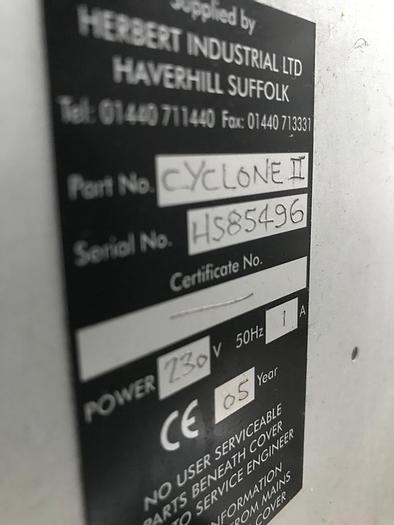 Supplied by
HERBERT INDUSTRIAL LTD
HAVERHILL SUFFOLK
Tel: 01440 711440 Fax: 01440 713331
Part No. CYCLONE II
Serial No. HS85496
Certificate No.
POWER 230 V 50Hz 1 A
CE 05 Year
NO USER SERVICEABLE
PARTS BENEATH COVER
TO SERVICE ENGINEER
INFORMATION
FROM MAINS
COVER